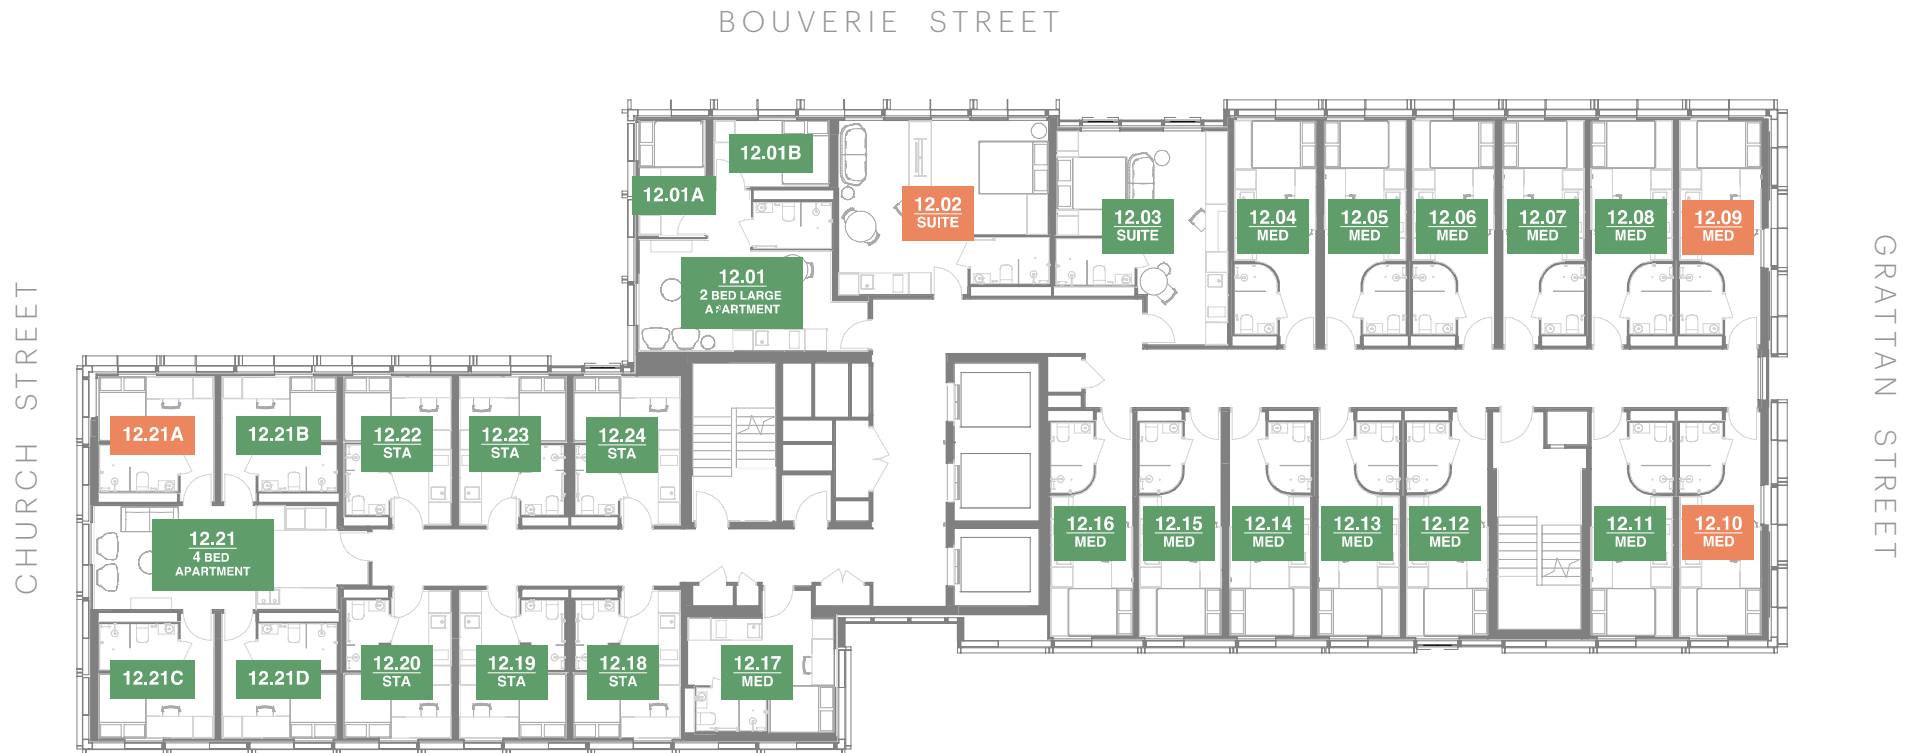 BOUVERIE STREET
CHURCH STREET
GRATTAN STREET
12.01A
12.01B
12.01
2 BED LARGE
APARTMENT
12.02
SUITE
12.03
SUITE
12.04
MED
12.05
MED
12.06
MED
12.07
MED
12.08
MED
12.09
MED
12.21A
12.21B
12.22
STA
12.23
STA
12.24
STA
12.21
4 BED
APARTMENT
12.16
MED
12.15
MED
12.14
MED
12.13
MED
12.12
MED
12.11
MED
12.10
MED
12.21C
12.21D
12.20
STA
12.19
STA
12.18
STA
12.17
MED